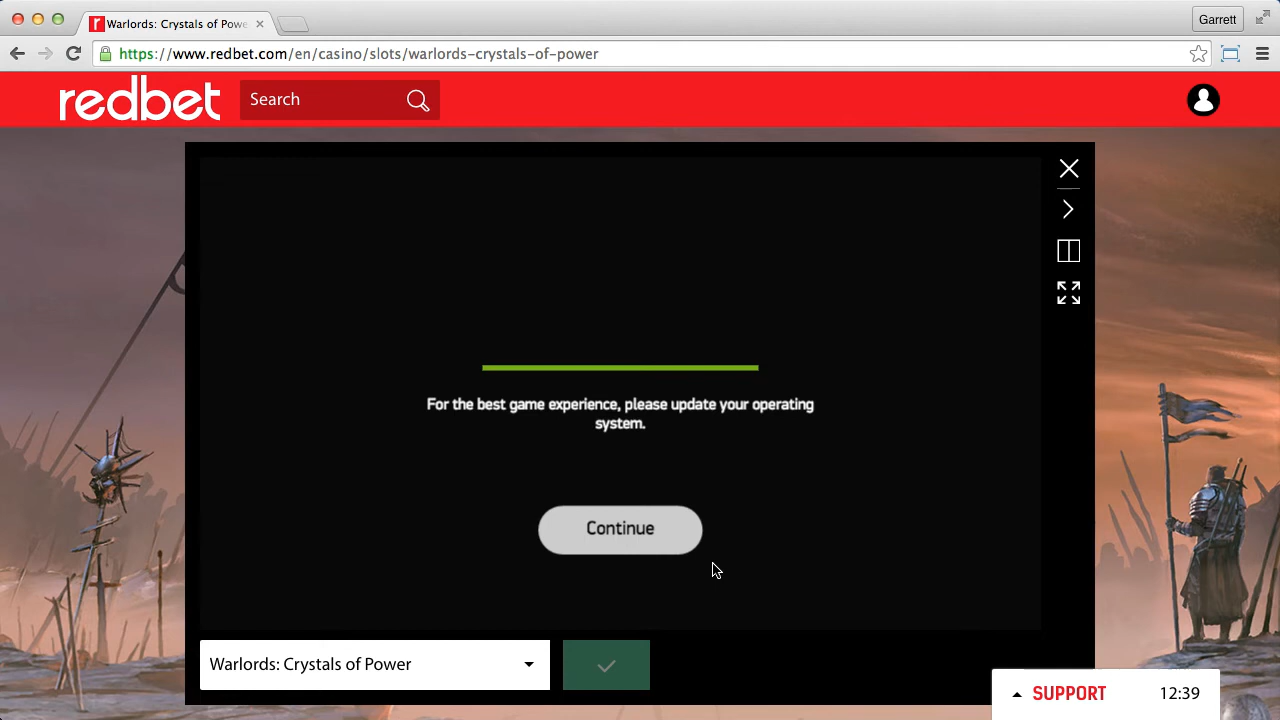 Warlords: Crystals of Powe
Garrett
https://www.redbet.com/en/casino/slots/warlords-crystals-of-power
redbet
Search
For the best game experience, please update your operating
system.
Continue
Warlords: Crystals of Power
SUPPORT
12:39